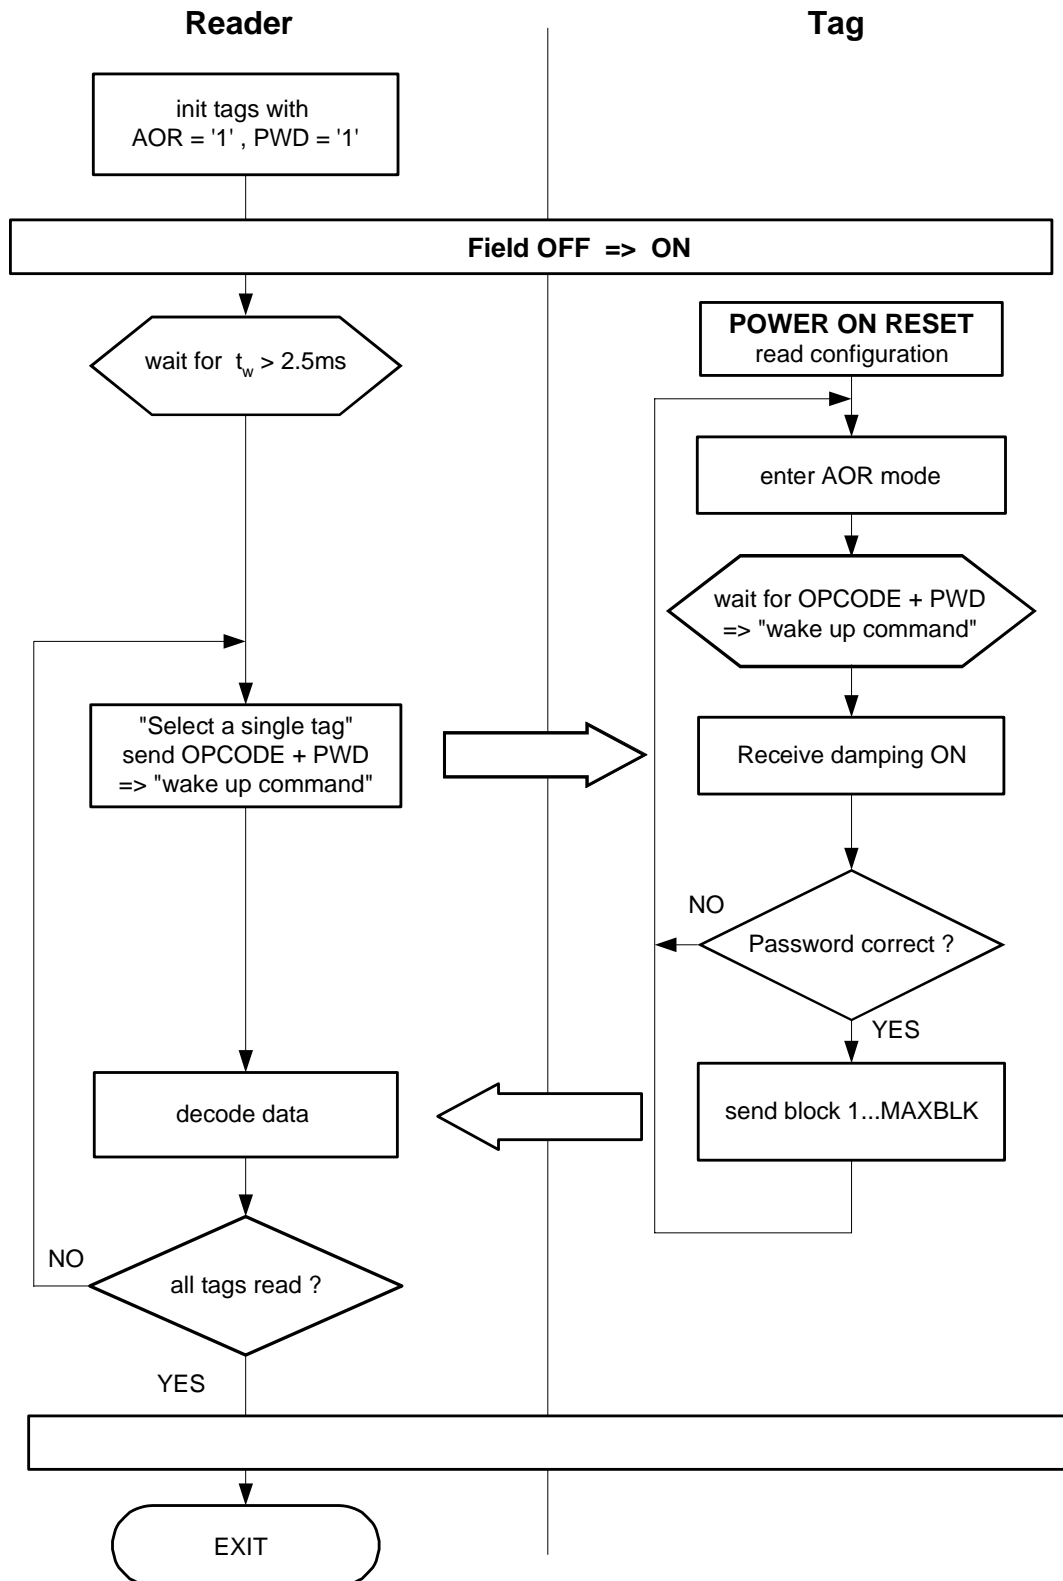 Reader
Tag
init tags with
AOR = '1' , PWD = '1'
Field OFF => ON
wait for tw > 2.5ms
POWER ON RESET
read configuration
enter AOR mode
wait for OPCODE + PWD
=> "wake up command"
"Select a single tag"
send OPCODE + PWD
=> "wake up command"
Receive damping ON
NO
Password correct ?
YES
decode data
send block 1...MAXBLK
NO
all tags read ?
YES
EXIT